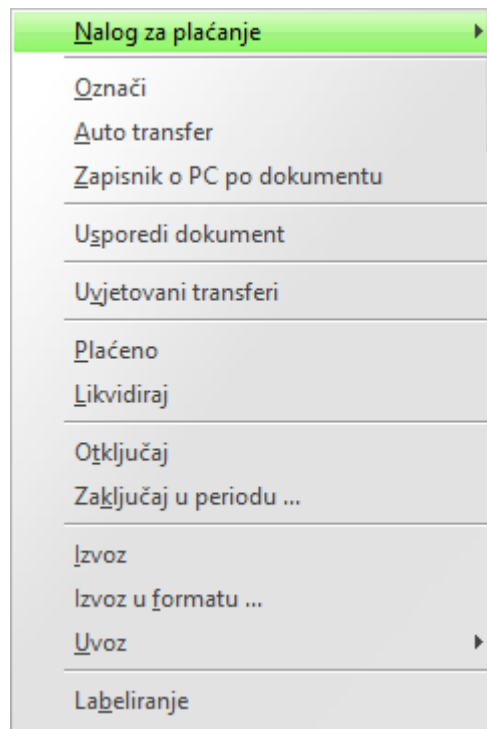 Nalog za plaćanje
Označi
Auto transfer
Zapisnik o PC po dokumentu
Usporedi dokument
Uvjetovani transferi
Plaćeno
Likvidiraj
Otključaj
Zaključaj u periodu ...
Izvoz
Izvoz u formatu ...
Uvoz
Labeliranje